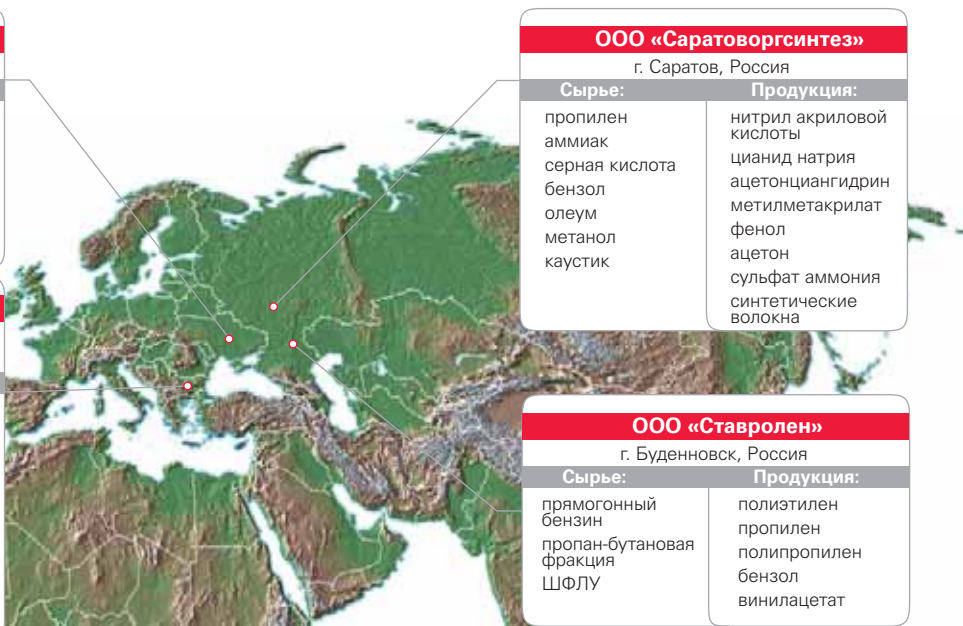 ООО «Саратоворгсинтез»
г. Саратов, Россия
Сырье:
пропилен
аммиак
серная кислота
бензол
олеум
метанол
каустик
Продукция:
нитрил акриловой
кислоты
цианид натрия
ацетонциангидрин
метилметакрилат
фенол
ацетон
сульфат аммония
синтетические
волокна
ООО «Ставролен»
г. Буденновск, Россия
Сырье:
прямогонный
бензин
пропан-бутановая
фракция
ШФЛУ
Продукция:
полиэтилен
пропилен
полипропилен
бензол
винилацетат